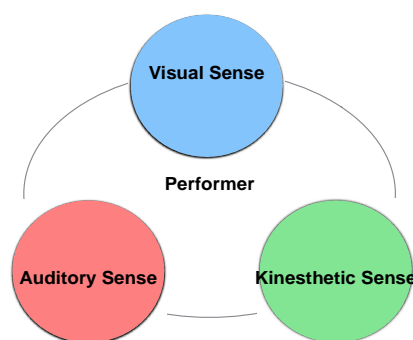 Visual Sense
Performer
Auditory Sense
Kinesthetic Sense